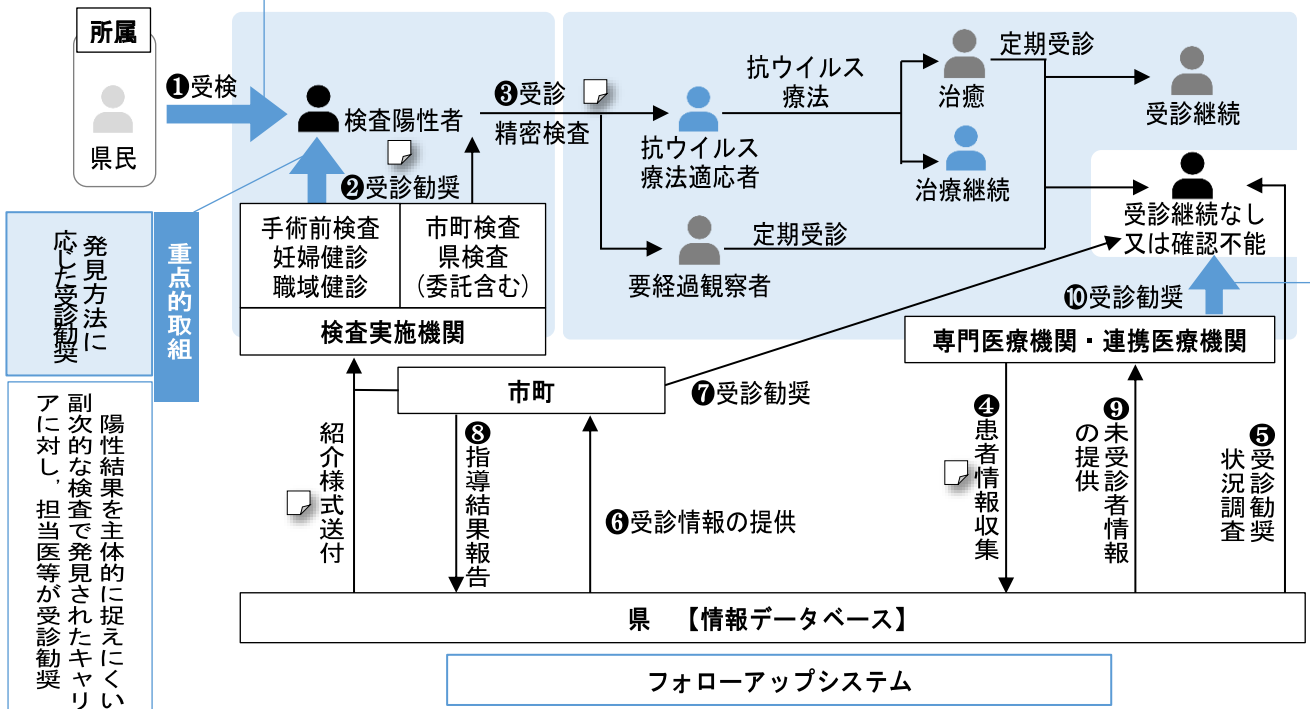 所属
県民
❶受検
検査陽性者
❷受診勧奨
手術前検査
妊婦健診
職域健診
市町検査
県検査
（委託含む）
検査実施機関
❸受診
精密検査
抗ウイルス
療法適応者
要経過観察者
抗ウイルス
療法
治癒
治療継続
定期受診
定期受診
受診継続
受診継続なし
又は確認不能
❿受診勧奨
専門医療機関・連携医療機関
発見方法に
応じた受診勧奨
重点的取組
陽性結果を主体的に捉えにくい
副次的な検査で発見されたキャリ
アに対し，担当医等が受診勧奨
市町
❼受診勧奨
紹介様式送付
❽指導結果報告
❻受診情報の提供
❹患者情報収集
❾未受診者情報
の提供
❺受診勧奨
状況調査
県　【情報データベース】
フォローアップシステム